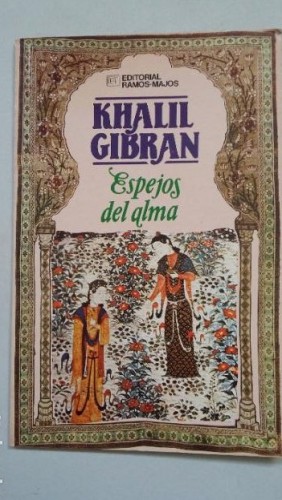 EDITORIAL
RAMOS-MAJOS
KHALIL
GIBRAN
Espejos
del alma